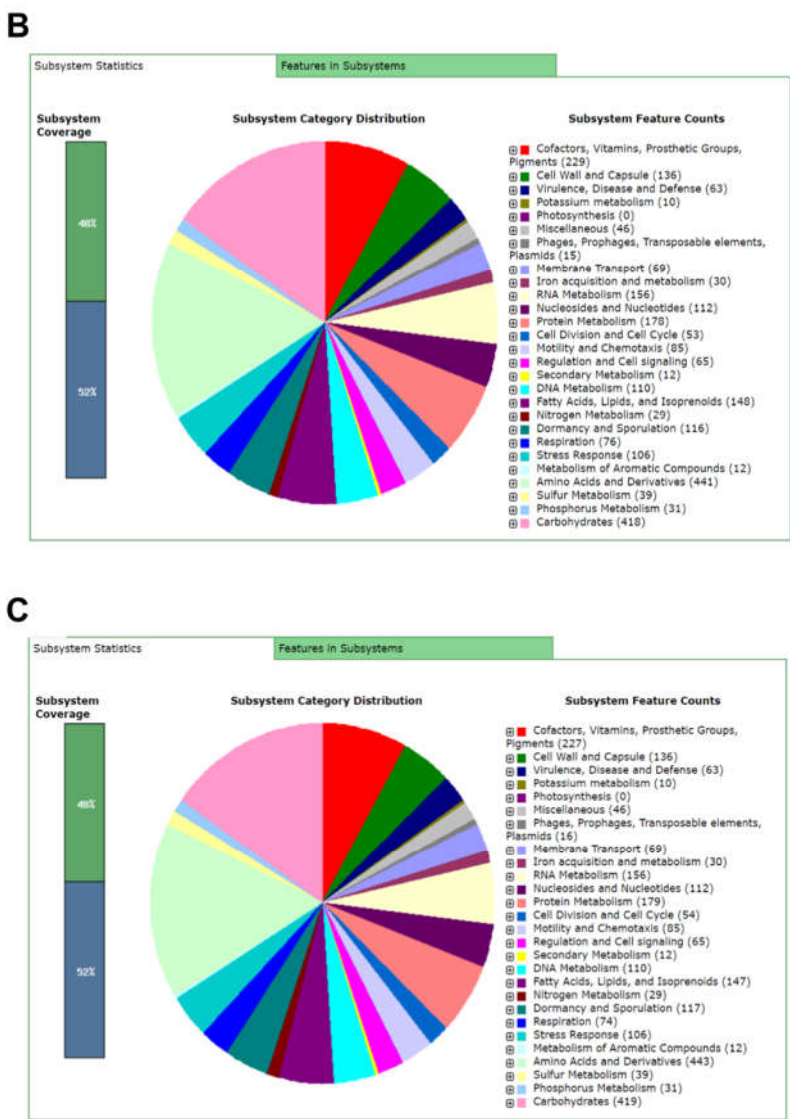 B
Subsystem Statistics
Features in Subsystems
Subsystem Coverage
Subsystem Category Distribution
Subsystem Feature Counts
48%
52%
Cofactors, Vitamins, Prosthetic Groups,
Pigments (229)
Cell Wall and Capsule (136)
Virulence, Disease and Defense (63)
Potassium metabolism (10)
Photosynthesis (0)
Miscellaneous (46)
Phages, Prophages, Transposable elements,
Plasmids (15)
Membrane Transport (69)
Iron acquisition and metabolism (30)
RNA Metabolism (156)
Nucleosides and Nucleotides (112)
Protein Metabolism (178)
Cell Division and Cell Cycle (53)
Motility and Chemotaxis (85)
Regulation and Cell signaling (65)
Secondary Metabolism (12)
DNA Metabolism (110)
Fatty Acids, Lipids, and Isoprenoids (148)
Nitrogen Metabolism (29)
Dormancy and Sporulation (116)
Respiration (76)
Stress Response (106)
Metabolism of Aromatic Compounds (12)
Amino Acids and Derivatives (441)
Sulfur Metabolism (39)
Phosphorus Metabolism (31)
Carbohydrates (418)
C
Subsystem Statistics
Features in Subsystems
Subsystem Coverage
Subsystem Category Distribution
Subsystem Feature Counts
48%
52%
Cofactors, Vitamins, Prosthetic Groups,
Pigments (227)
Cell Wall and Capsule (136)
Virulence, Disease and Defense (63)
Potassium metabolism (10)
Photosynthesis (0)
Miscellaneous (46)
Phages, Prophages, Transposable elements,
Plasmids (16)
Membrane Transport (69)
Iron acquisition and metabolism (30)
RNA Metabolism (156)
Nucleosides and Nucleotides (112)
Protein Metabolism (179)
Cell Division and Cell Cycle (54)
Motility and Chemotaxis (85)
Regulation and Cell signaling (65)
Secondary Metabolism (12)
DNA Metabolism (110)
Fatty Acids, Lipids, and Isoprenoids (147)
Nitrogen Metabolism (29)
Dormancy and Sporulation (117)
Respiration (74)
Stress Response (106)
Metabolism of Aromatic Compounds (12)
Amino Acids and Derivatives (443)
Sulfur Metabolism (39)
Phosphorus Metabolism (31)
Carbohydrates (419)